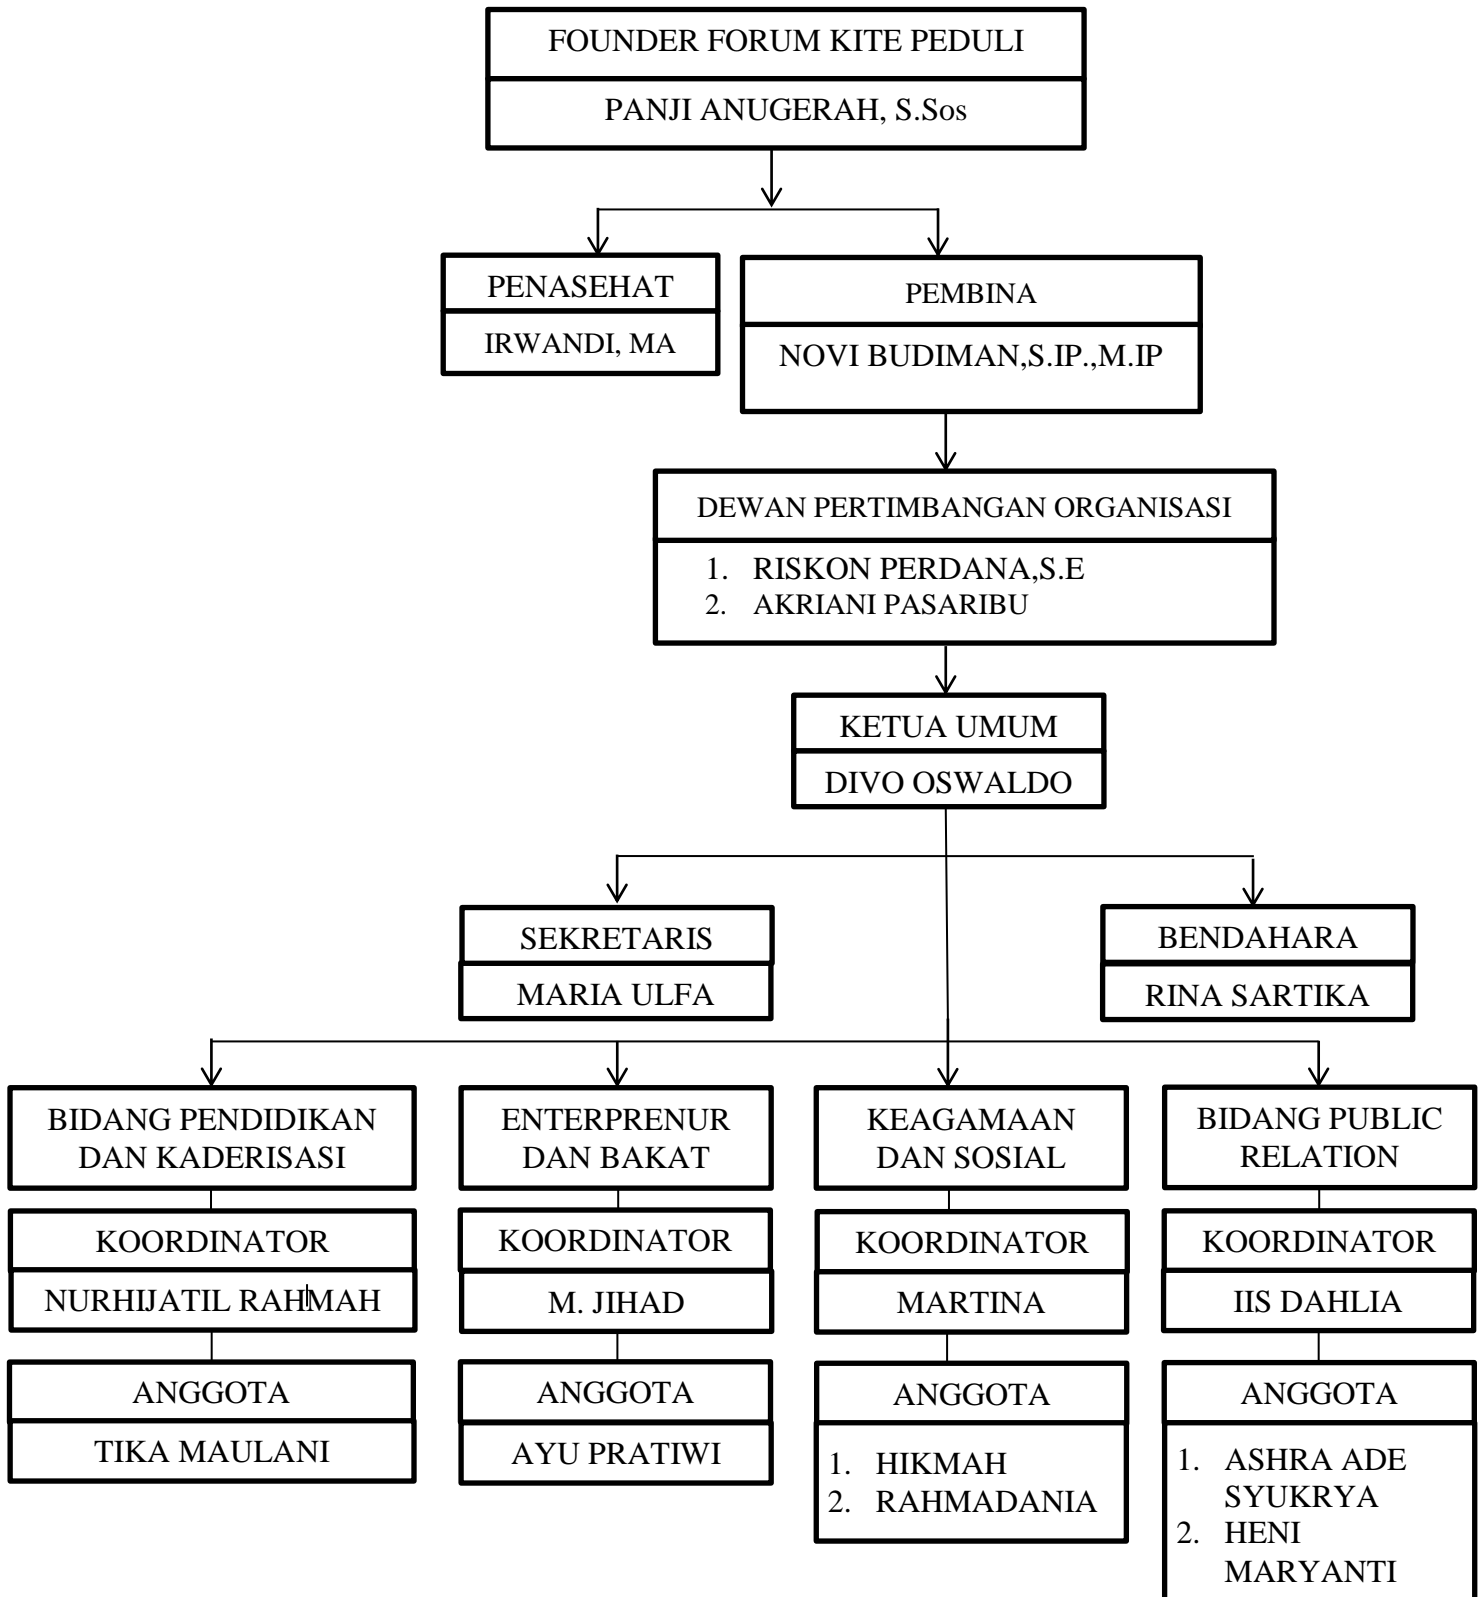 FOUNDER FORUM KITE PEDULI
PANJI ANUGERAH, S.Sos
PENASEHAT
IRWANDI, MA
PEMBINA
NOVI BUDIMAN,S.IP.,M.IP
DEWAN PERTIMBANGAN ORGANISASI
1. RISKON PERDANA,S.E
2. AKRIANI PASARIBU
KETUA UMUM
DIVO OSWALDO
SEKRETARIS
MARIA ULFA
BENDAHARA
RINA SARTIKA
BIDANG PENDIDIKAN
DAN KADERISASI
KOORDINATOR
NURHIJATIL RAHMAH
ANGGOTA
TIKA MAULANI
ENTERPRENUR
DAN BAKAT
KOORDINATOR
M. JIHAD
ANGGOTA
AYU PRATIWI
KEAGAMAAN
DAN SOSIAL
KOORDINATOR
MARTINA
ANGGOTA
1. HIKMAH
2. RAHMADANIA
BIDANG PUBLIC
RELATION
KOORDINATOR
IIS DAHLIA
ANGGOTA
1. ASHRA ADE
SYUKRYA
2. HENI
MARYANTI